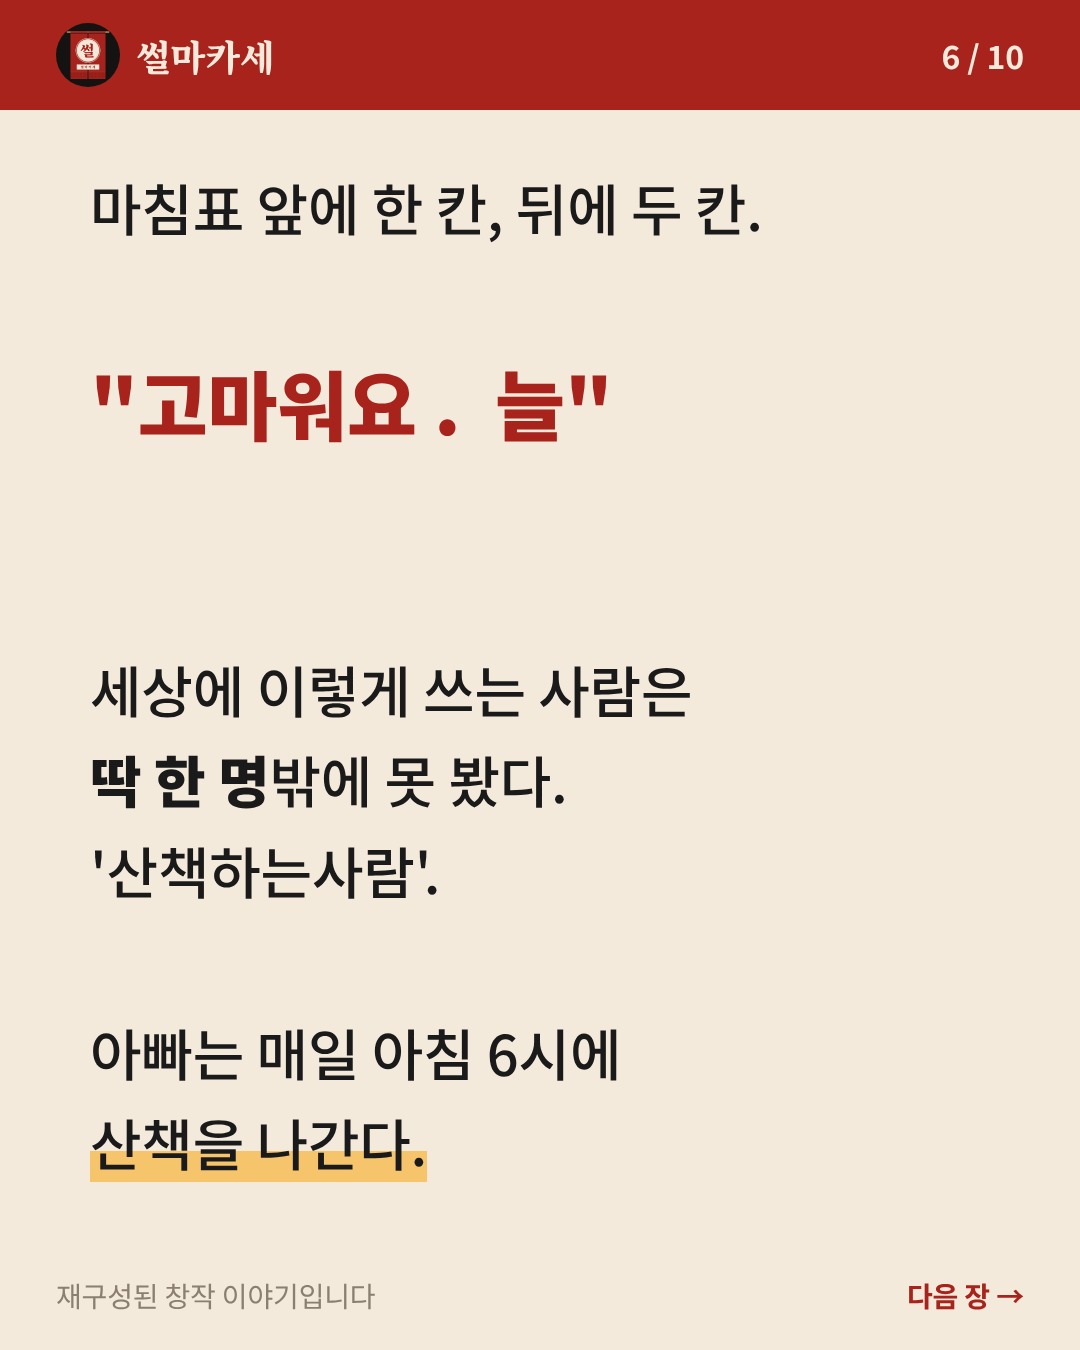 썰
썰마카세
6 / 10
마침표 앞에 한 칸, 뒤에 두 칸.
"고마워요 .  늘"
세상에 이렇게 쓰는 사람은
딱 한 명밖에 못 봤다.
'산책하는사람'.
아빠는 매일 아침 6시에
산책을 나간다.
재구성된 창작 이야기입니다
다음 장 →